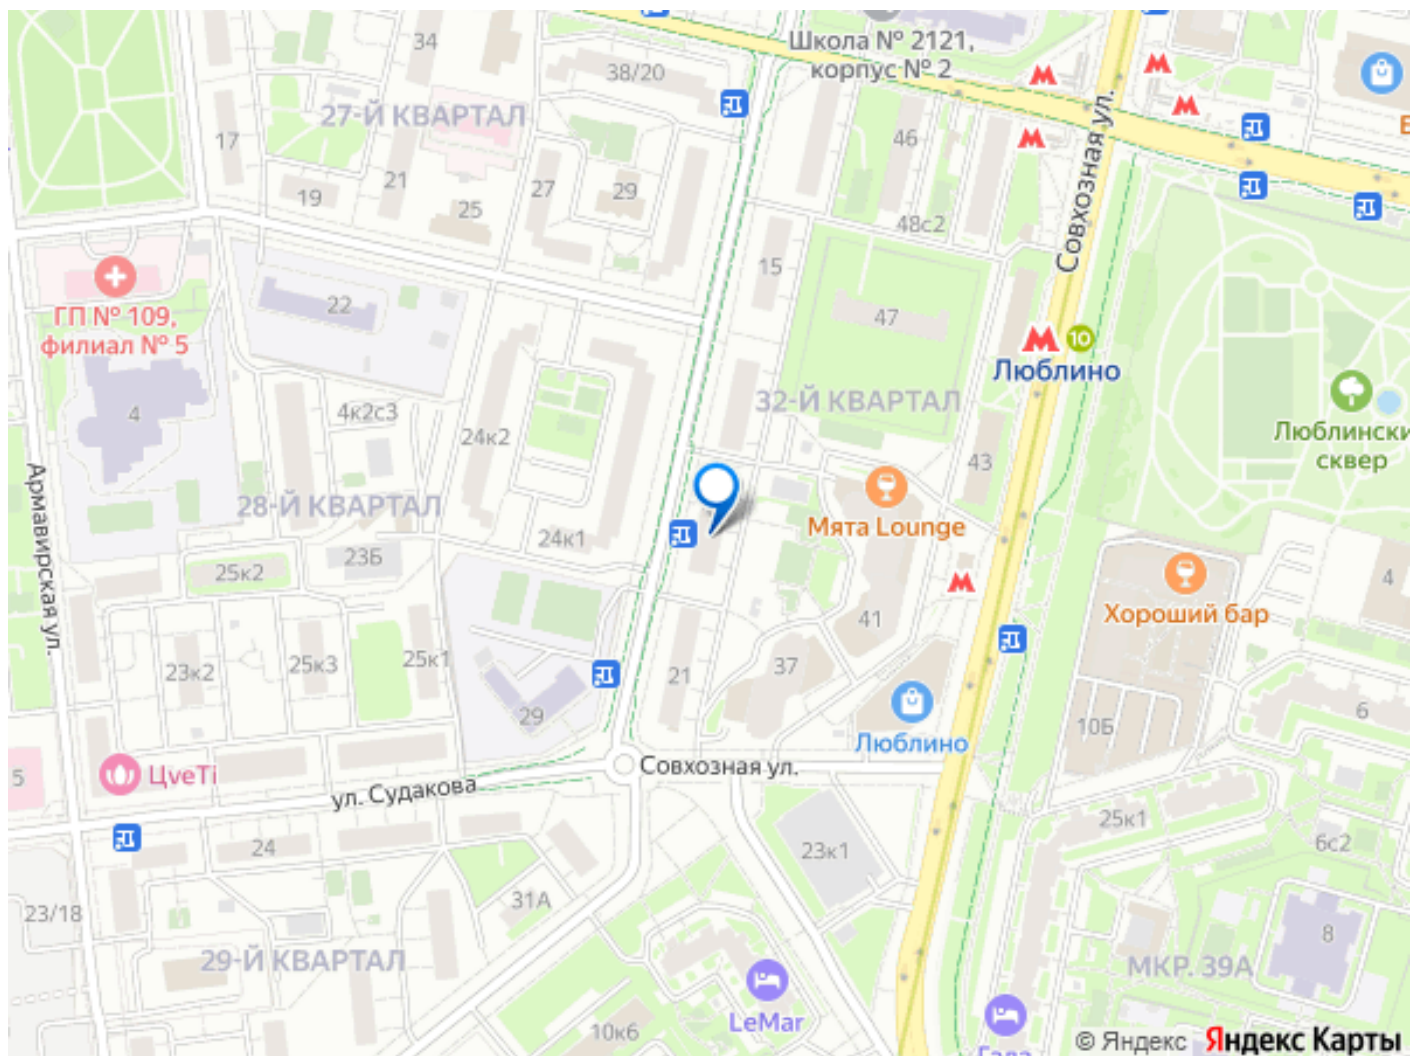 34
Школа № 2121,
корпус № 2
38/20
27-Й КВАРТАЛ
17
46
Совхозная ул.
21
27
29
19
25
48с2
15
22
ГП № 109,
филиал № 5
47
10
Люблино
4
4к2с3
32-Й КВАРТАЛ
24к2
43
Люблински
сквер
Армавирская ул.
28-Й КВАРТАЛ
Мята Lounge
24к1
23Б
25к2
4
Хороший бар
41
23к2
25к3
25к1
21
37
29
6
10Б
Люблино
5
ЦveTi
Совхозная ул.
ул. Судакова
24
25к1
23к1
6с2
31А
23/18
8
29-Й КВАРТАЛ
МКР. 39А
LeMar
10к6
Гала
© Яндекс Яндекс Карты